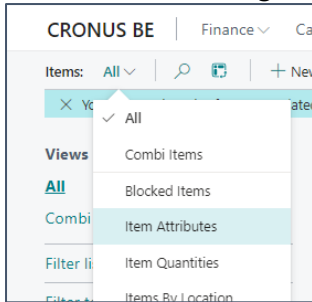 CRONUS BE Finance
Items: All + New
All
Combi Items
Views
Blocked Items
All
Combi
Item Attributes
Filter
Item Quantities
Filter
Items By Location